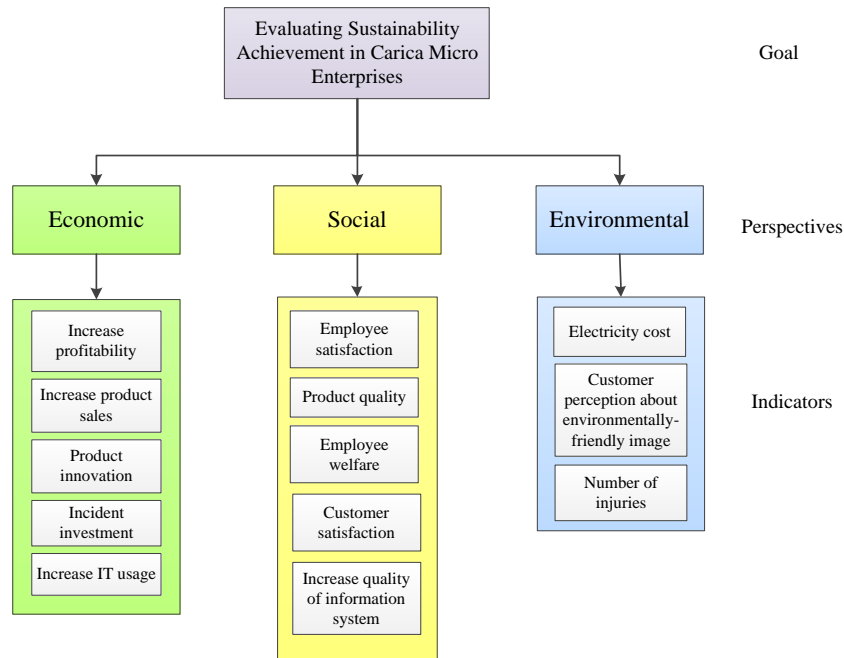 Evaluating Sustainability
Achievement in Carica Micro
Enterprises
Goal
Economic
Social
Environmental
Perspectives
Increase
profitability
Increase product
sales
Product
innovation
Incident
investment
Increase IT usage
Employee
satisfaction
Product quality
Employee
welfare
Customer
satisfaction
Increase quality
of information
system
Electricity cost
Customer
perception about
environmentally-
friendly image
Number of
injuries
Indicators